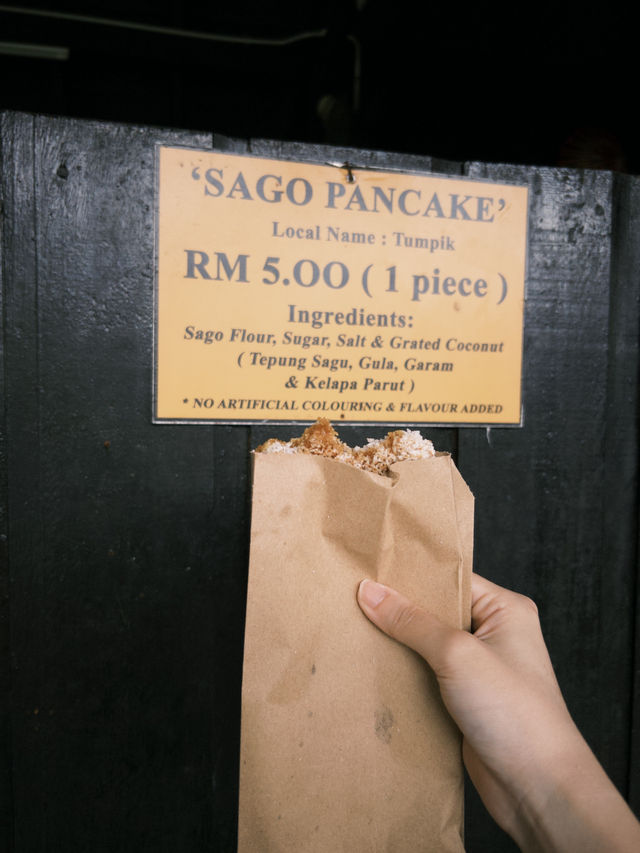 ‘SAGO PANCAKE’
Local Name : Tumpik
RM 5.00 ( 1 piece )
Ingredients:
Sago Flour, Sugar, Salt & Grated Coconut
( Tepung Sagu, Gula, Garam
& Kelapa Parut )
* NO ARTIFICIAL COLOURING & FLAVOUR ADDED